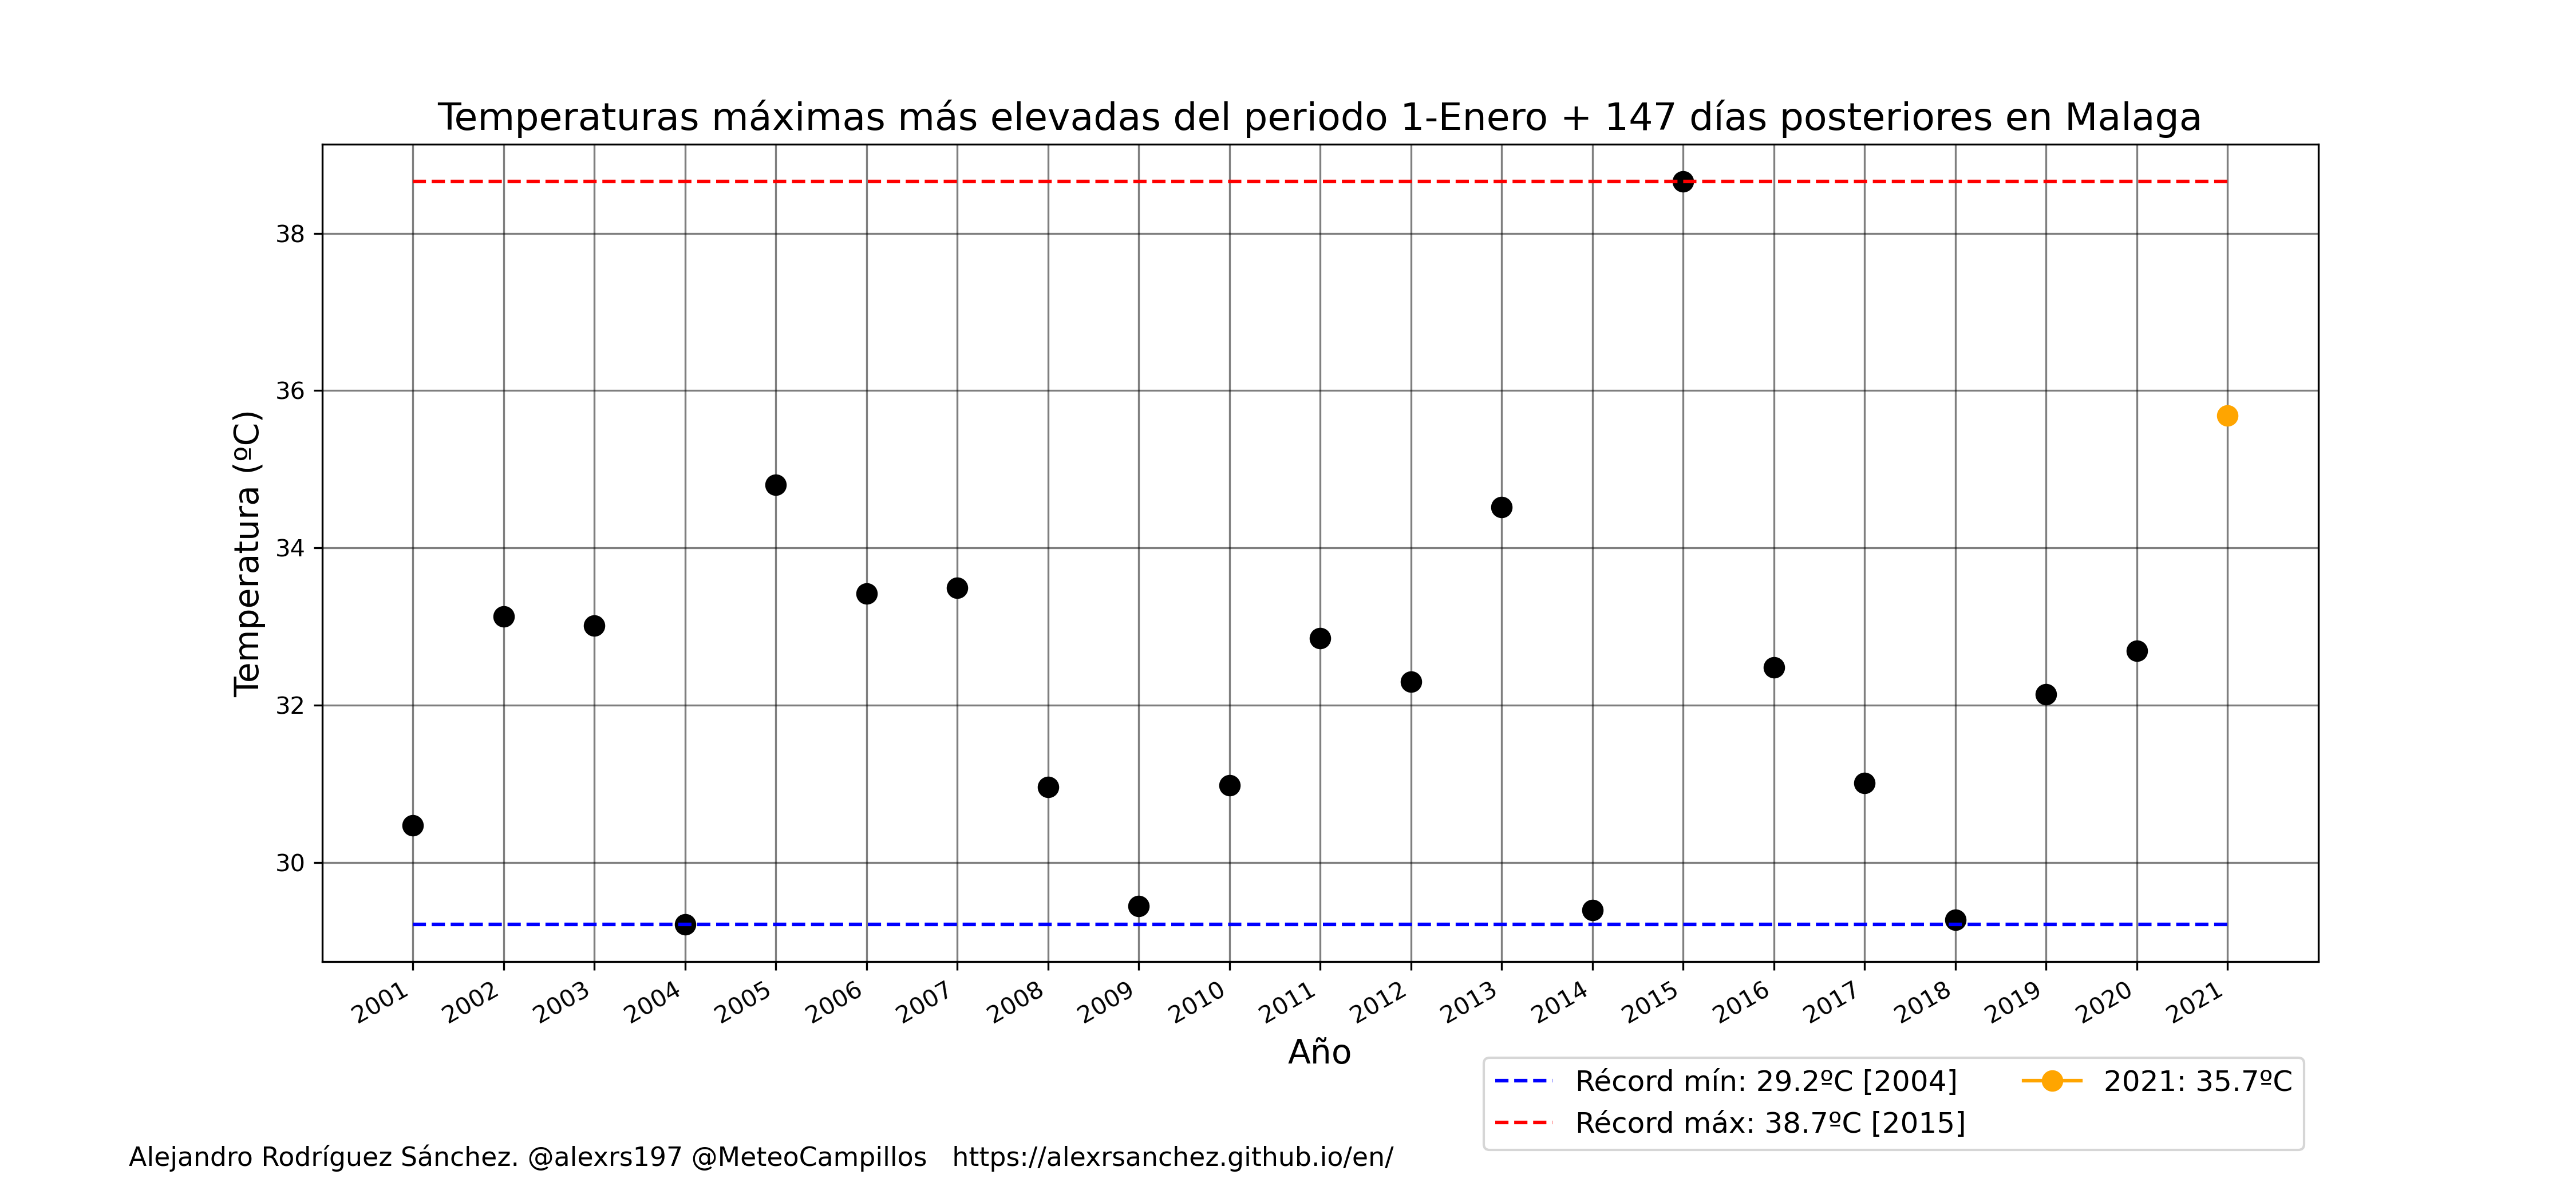 Temperaturas máximas más elevadas del periodo 1-Enero + 147 días posteriores en Malaga
Temperatura (ºC)
38
36
34
32
30
2001 2002 2003 2004 2005 2006 2007 2008 2009 2010 2011 2012 2013 2014 2015 2016 2017 2018 2019 2020 2021
Año
Récord mín: 29.2ºC [2004]
Récord máx: 38.7ºC [2015]
2021: 35.7ºC
Alejandro Rodríguez Sánchez. @alexrs197 @MeteoCampillos https://alexrsanchez.github.io/en/